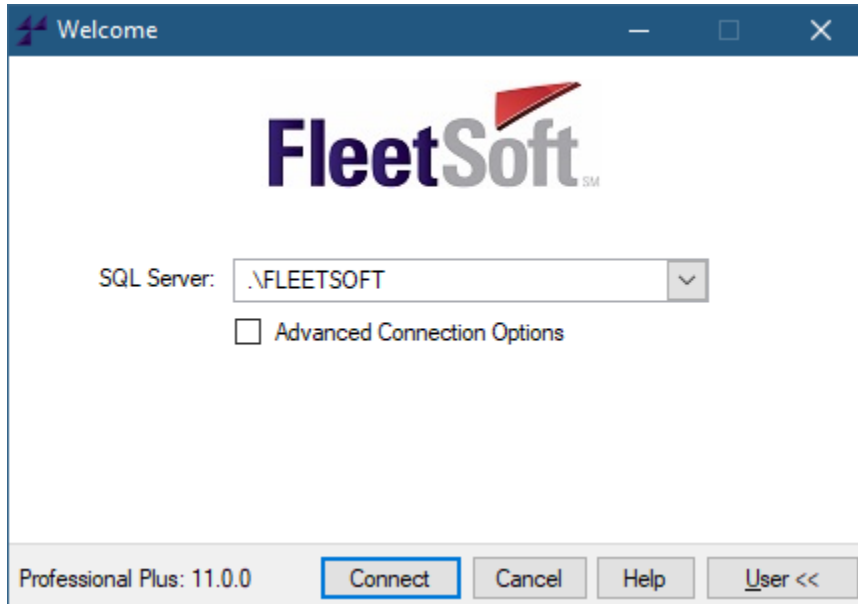 Welcome
FleetSoft SM
SQL Server: .\FLEETSOFT
Advanced Connection Options
Professional Plus: 11.0.0 Connect Cancel Help User <<